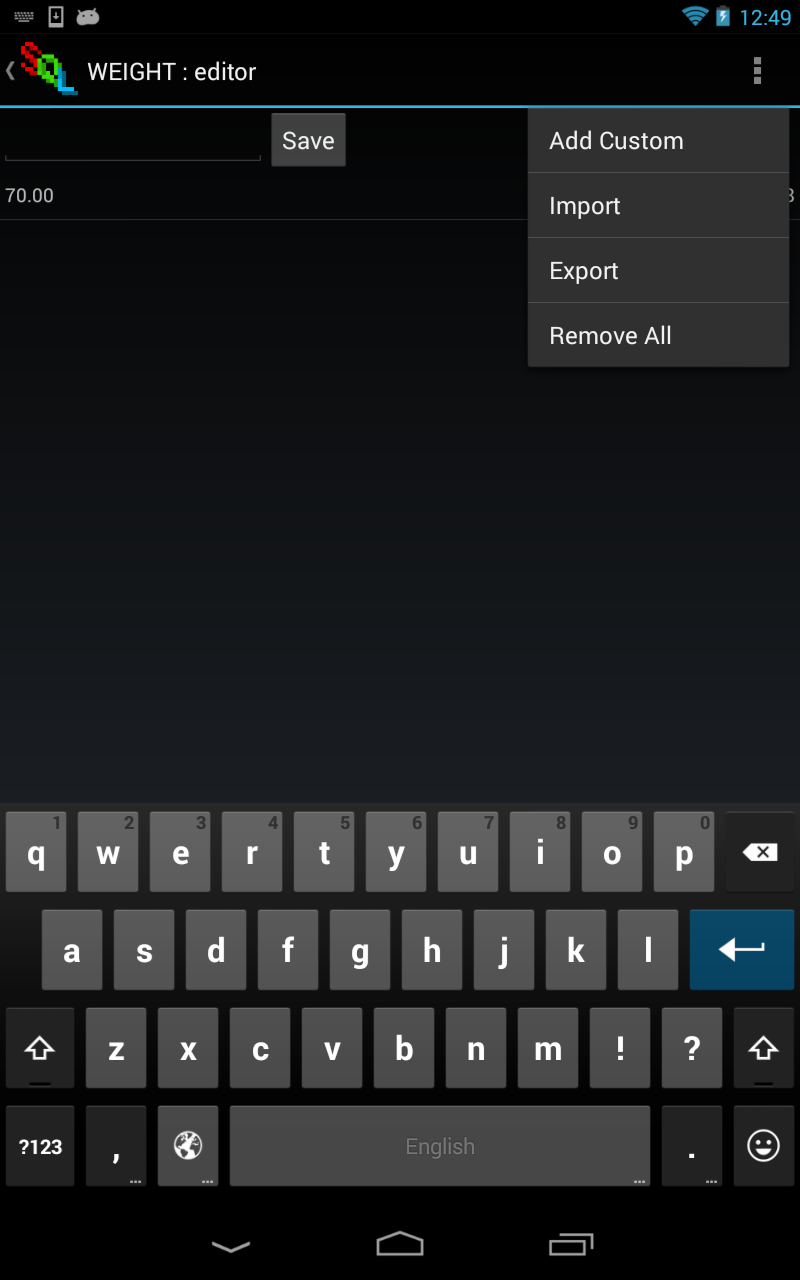 12:49
WEIGHT : editor
Save
Add Custom
70.00
Import
Export
Remove All
q 1 w 2 e 3 r 4 t 5 y 6 u 7 i 8 o 9 p 0
a s d f g h j k l
z x c v b n m ! ?
?123 , English .